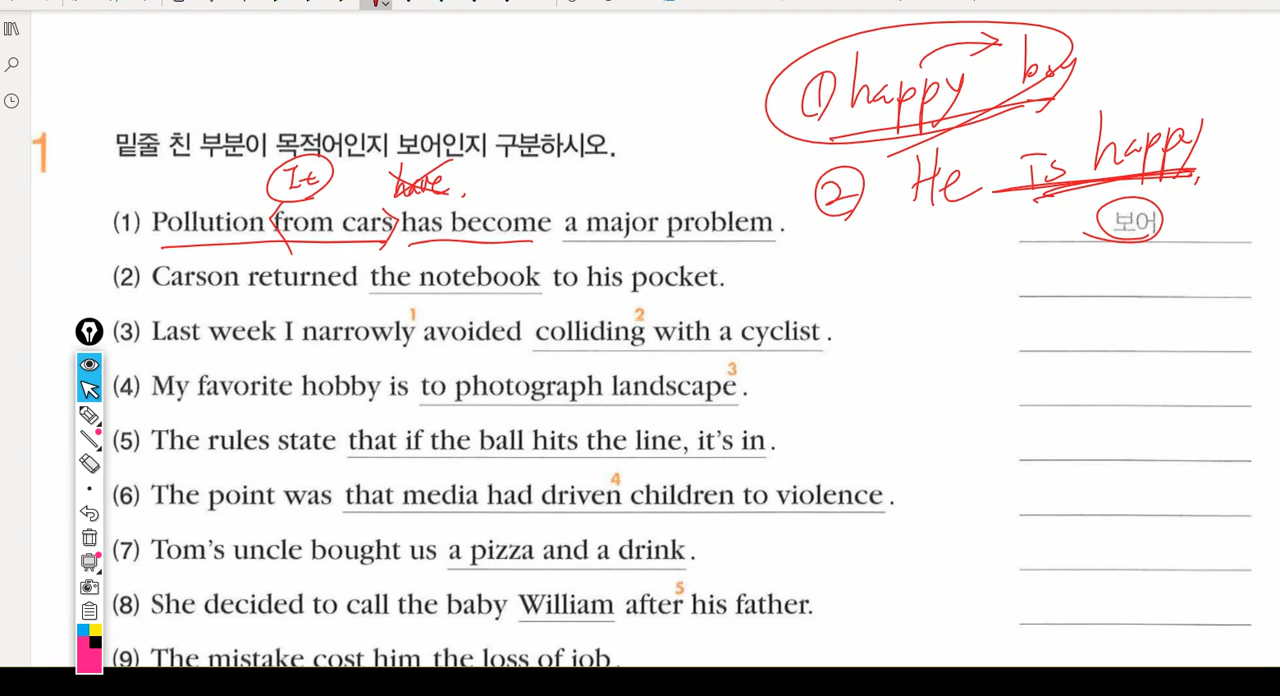 ① happy boy
② He Is happy
1
밑줄 친 부분이 목적어인지 보어인지 구분하시오.
It have
(1) Pollution from cars has become a major problem. 보어
(2) Carson returned the notebook to his pocket.
1 2
(3) Last week I narrowly avoided colliding with a cyclist.
3
(4) My favorite hobby is to photograph landscape.
(5) The rules state that if the ball hits the line, it's in.
4
(6) The point was that media had driven children to violence.
(7) Tom's uncle bought us a pizza and a drink.
5
(8) She decided to call the baby William after his father.
(9) The mistake cost him the loss of job.